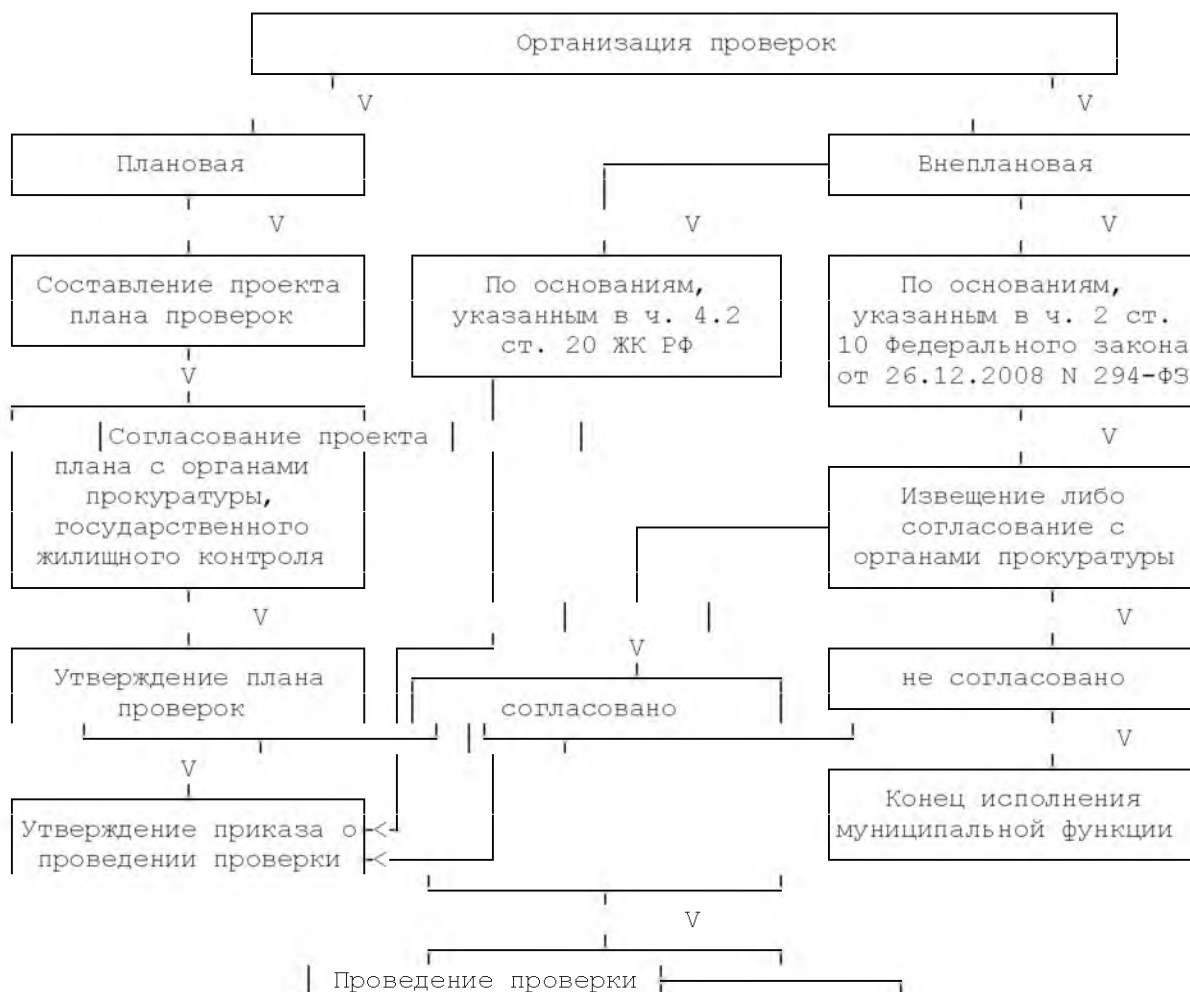 Организация проверок
V V
Плановая
Внеплановая
V V V
Составление проекта
плана проверок
По основаниям,
указанным в ч. 4.2
ст. 20 ЖК РФ
По основаниям,
указанным в ч. 2 ст.
10 Федерального закона
от 26.12.2008 N 294-ФЗ
V V
Согласование проекта
плана с органами
прокуратуры,
государственного
жилищного контроля
Извещение либо
согласование с
органами прокуратуры
V V V
Утверждение плана
проверок
согласовано
не согласовано
V V
Утверждение приказа о
проведении проверки
Конец исполнения
муниципальной функции
V
Проведение проверки